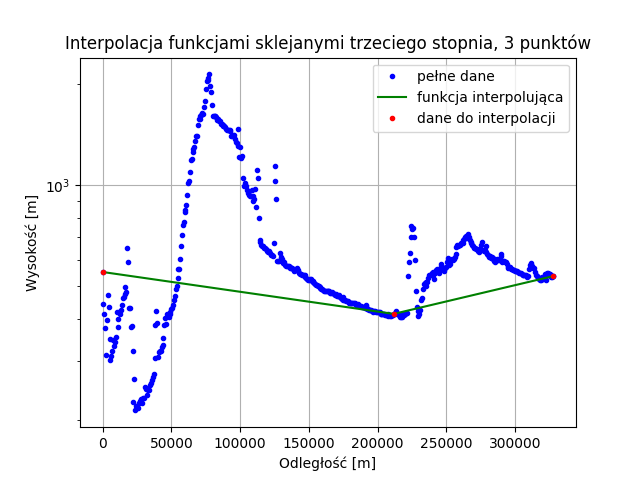 Interpolacja funkcjami sklejanymi trzeciego stopnia, 3 punktów
pełne dane
funkcja interpolująca
dane do interpolacji
10³
Wysokość [m]
0 50000 100000 150000 200000 250000 300000
Odległość [m]